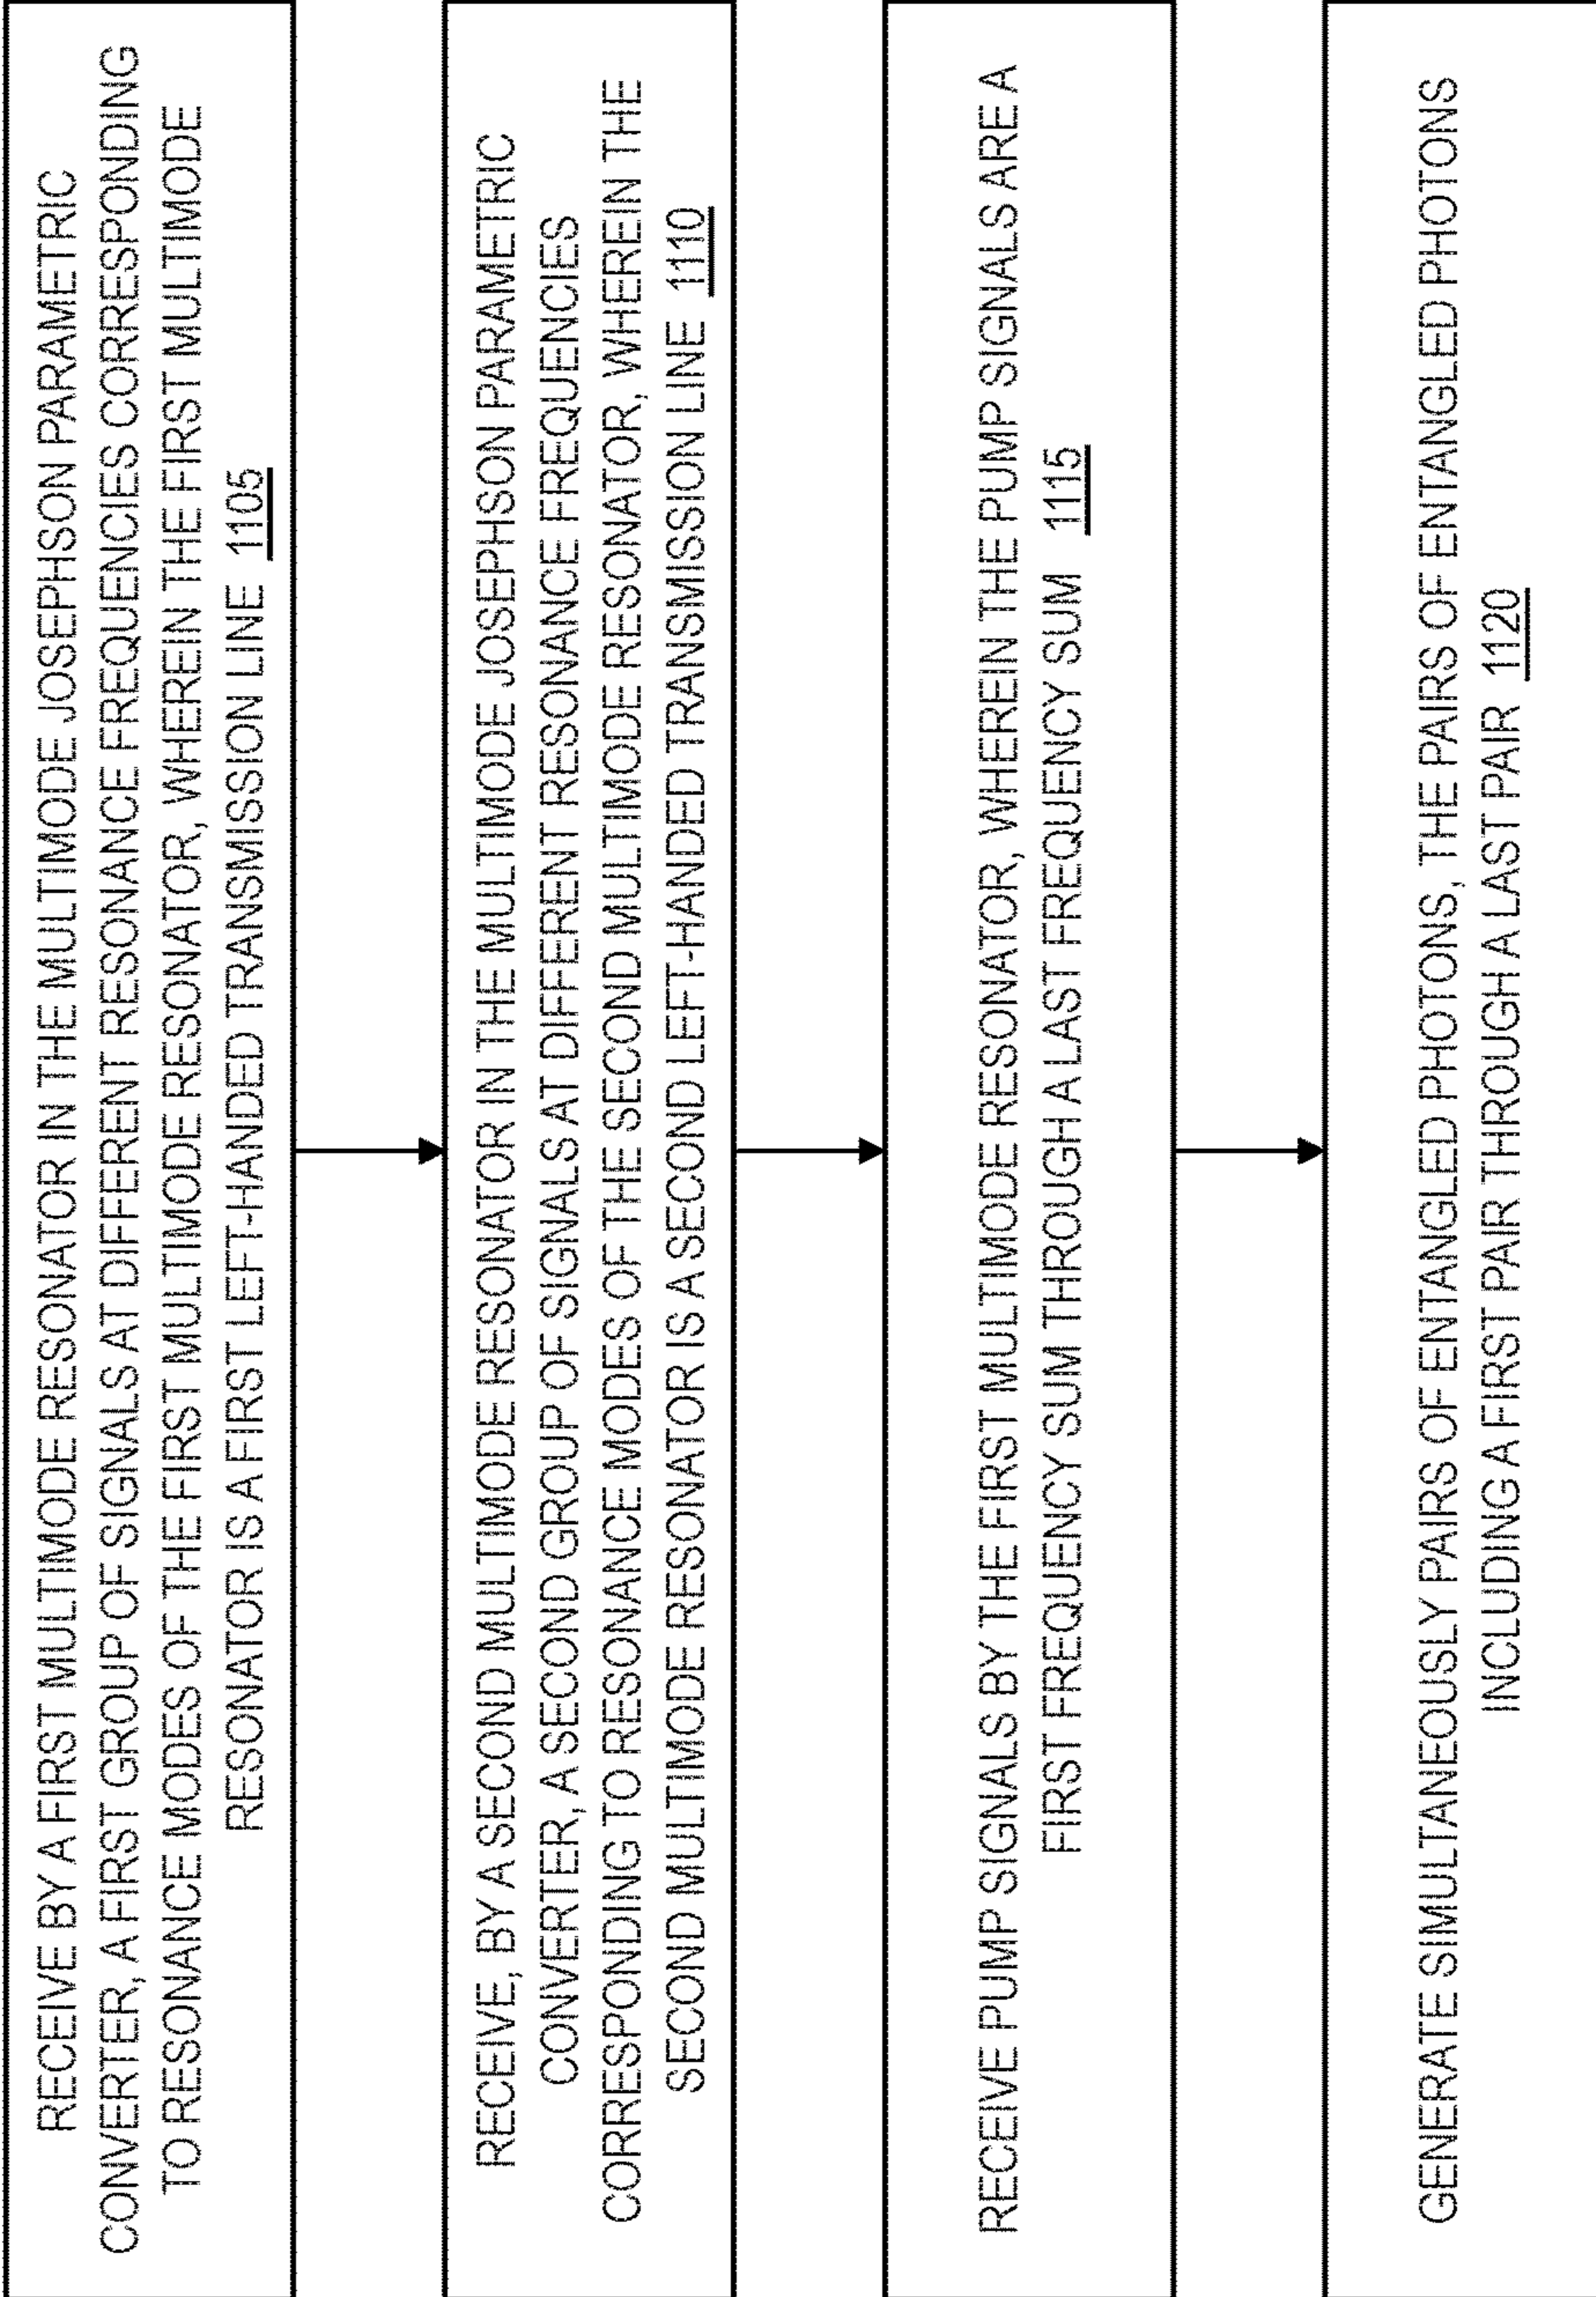 RECEIVE BY A FIRST MULTIMODE RESONATOR IN THE MULTIMODE JOSEPHSON PARAMETRIC
CONVERTER, A FIRST GROUP OF SIGNALS AT DIFFERENT RESONANCE FREQUENCIES CORRESPONDING
TO RESONANCE MODES OF THE FIRST MULTIMODE RESONATOR, WHEREIN THE FIRST MULTIMODE
RESONATOR IS A FIRST LEFT-HANDED TRANSMISSION LINE 1105
RECEIVE, BY A SECOND MULTIMODE RESONATOR IN THE MULTIMODE JOSEPHSON PARAMETRIC
CONVERTER, A SECOND GROUP OF SIGNALS AT DIFFERENT RESONANCE FREQUENCIES
CORRESPONDING TO RESONANCE MODES OF THE SECOND MULTIMODE RESONATOR, WHEREIN THE
SECOND MULTIMODE RESONATOR IS A SECOND LEFT-HANDED TRANSMISSION LINE 1110
RECEIVE PUMP SIGNALS BY THE FIRST MULTIMODE RESONATOR, WHEREIN THE PUMP SIGNALS ARE A
FIRST FREQUENCY SUM THROUGH A LAST FREQUENCY SUM 1115
GENERATE SIMULTANEOUSLY PAIRS OF ENTANGLED PHOTONS, THE PAIRS OF ENTANGLED PHOTONS
INCLUDING A FIRST PAIR THROUGH A LAST PAIR 1120